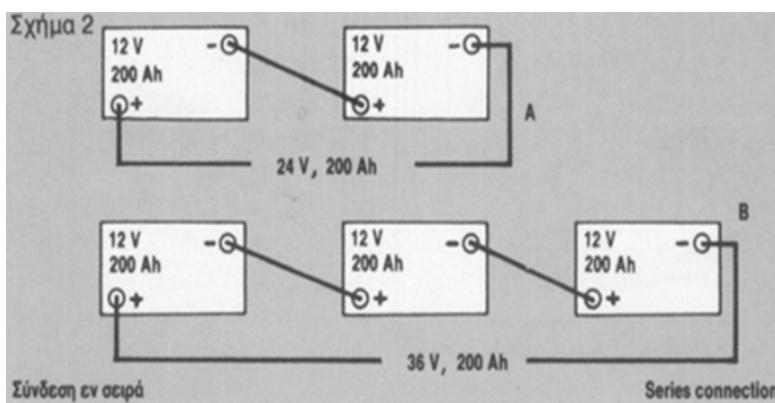 Σχήμα 2
12 V
200 Ah
−
+
12 V
200 Ah
−
+
A
24 V, 200 Ah
12 V
200 Ah
−
+
12 V
200 Ah
−
+
12 V
200 Ah
−
+
B
36 V, 200 Ah
Σύνδεση εν σειρά
Series connection